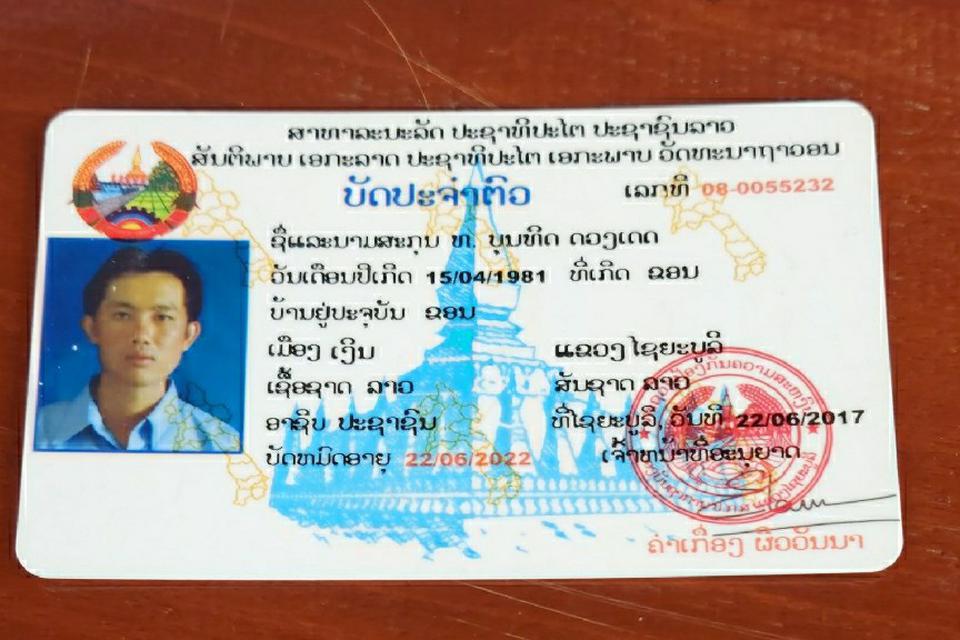 ສາທາລະນະລັດ ປະຊາທິປະໄຕ ປະຊາຊົນລາວ
ສັນຕິພາບ ເອກະລາດ ປະຊາທິປະໄຕ ເອກະພາບ ວັດທະນາຖາວອນ
ບັດປະຈຳຕົວ
ເລກທີ 08-0055232
ຊື່ແລະນາມສະກຸນ ທ. ບຸນທິດ ດວງເດດ
ວັນເດືອນປີເກີດ 15/04/1981 ທີ່ເກີດ ຂອນ
ບ້ານຢູ່ປະຈຸບັນ ຂອນ
ເມືອງ ເງິນ ແຂວງໄຊຍະບູລີ
ເຊື້ອຊາດ ລາວ ສັນຊາດ ລາວ
ອາຊີບ ປະຊາຊົນ ທີ່ໄຊຍະບູລີ, ວັນທີ 22/06/2017
ບັດຫມົດອາຍຸ 22/06/2022 ເຈົ້າຫນ້າທີ່ອະນຸຍາດ
ຄຳເກື່ອງ ຜິວວັນນາ